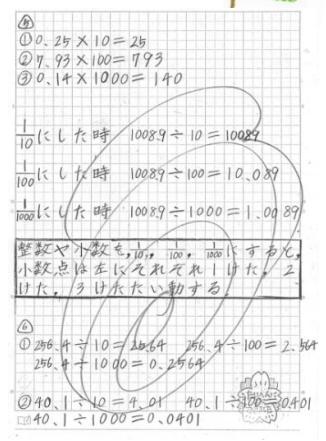 ⑤
①0.25×10=25
②7.93×100=793
③0.14×1000=140
1/10にした時 1008.9÷10=100.89
1/100にした時 1008.9÷100=10.089
1/1000にした時 1008.9÷1000=1.0089
整数や小数を,1/10,,1/100,1/1000にすると,
小数点は左にそれぞれ1けた,2
けた,3けたたい動する。
⑥
①256.4÷10=25.64 256.4÷100=2.564
256.4÷1000=0.2564
②40.1÷10=4.01 40.1÷100=0.401
40.1÷1000=0.0401